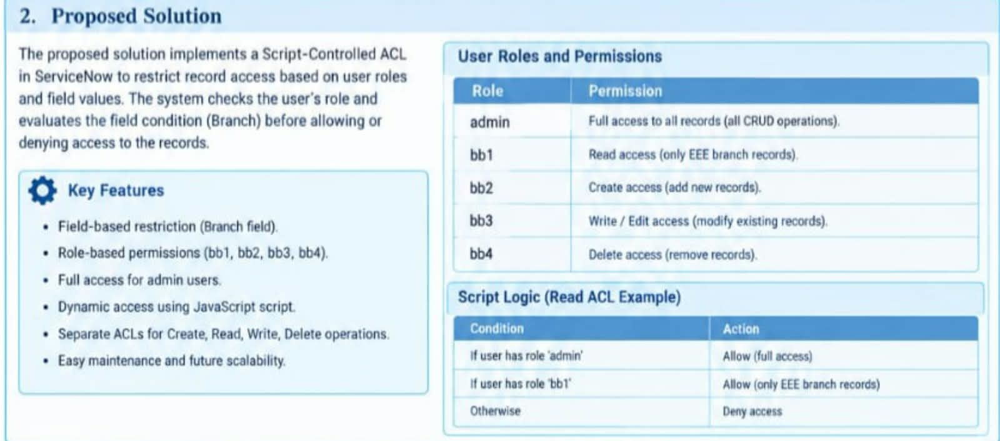 2. Proposed Solution
The proposed solution implements a Script-Controlled ACL
in ServiceNow to restrict record access based on user roles
and field values. The system checks the user's role and
evaluates the field condition (Branch) before allowing or
denying access to the records.
Key Features
• Field-based restriction (Branch field).
• Role-based permissions (bb1, bb2, bb3, bb4).
• Full access for admin users.
• Dynamic access using JavaScript script.
• Separate ACLs for Create, Read, Write, Delete operations.
• Easy maintenance and future scalability.
User Roles and Permissions
Role Permission
admin Full access to all records (all CRUD operations).
bb1 Read access (only EEE branch records).
bb2 Create access (add new records).
bb3 Write / Edit access (modify existing records).
bb4 Delete access (remove records).
Script Logic (Read ACL Example)
Condition Action
If user has role 'admin' Allow (full access)
If user has role 'bb1' Allow (only EEE branch records)
Otherwise Deny access